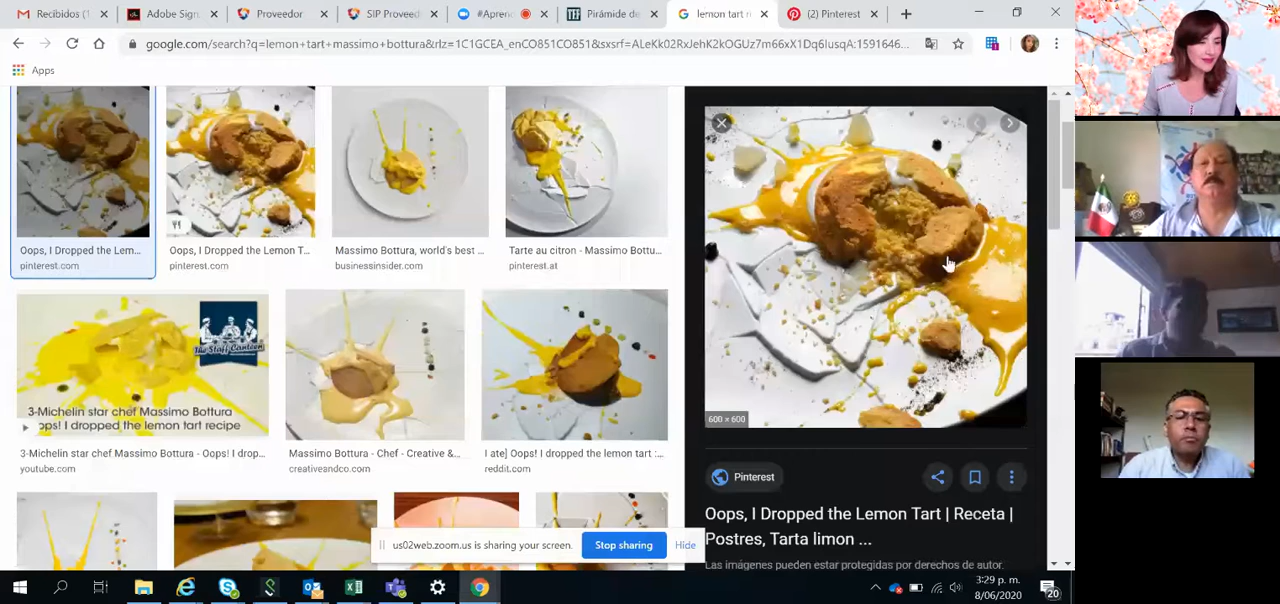 Recibidos (1
Adobe Sign.
Proveedor
SIP Proveed
#Apren
Pirámide de
lemon tart r
(2) Pinterest
google.com/search?q=lemon+tart+massimo+bottura&rlz=1C1GCEA_enCO851CO851&sxsrf=ALeKk02RxJehK2kOGUz7m66xX1Dq6IusqA:1591646...
Apps
Oops, I Dropped the Lem...
pinterest.com
Oops, I Dropped the Lemon T...
pinterest.com
Massimo Bottura, world's best ...
businessinsider.com
Tarte au citron - Massimo Bottu...
pinterest.at
The Staff Canteen
3-Michelin star chef Massimo Bottura
oops! I dropped the lemon tart recipe
3-Michelin star chef Massimo Bottura - Oops! I drop...
youtube.com
Massimo Bottura - Chef - Creative &...
creativeandco.com
I ate] Oops! I dropped the lemon tart :...
reddit.com
600 × 600
Pinterest
Oops, I Dropped the Lemon Tart | Receta |
Postres, Tarta limon ...
Las imágenes pueden estar protegidas por derechos de autor.
us02web.zoom.us is sharing your screen.
Stop sharing
Hide
3:29 p. m.
8/06/2020
20